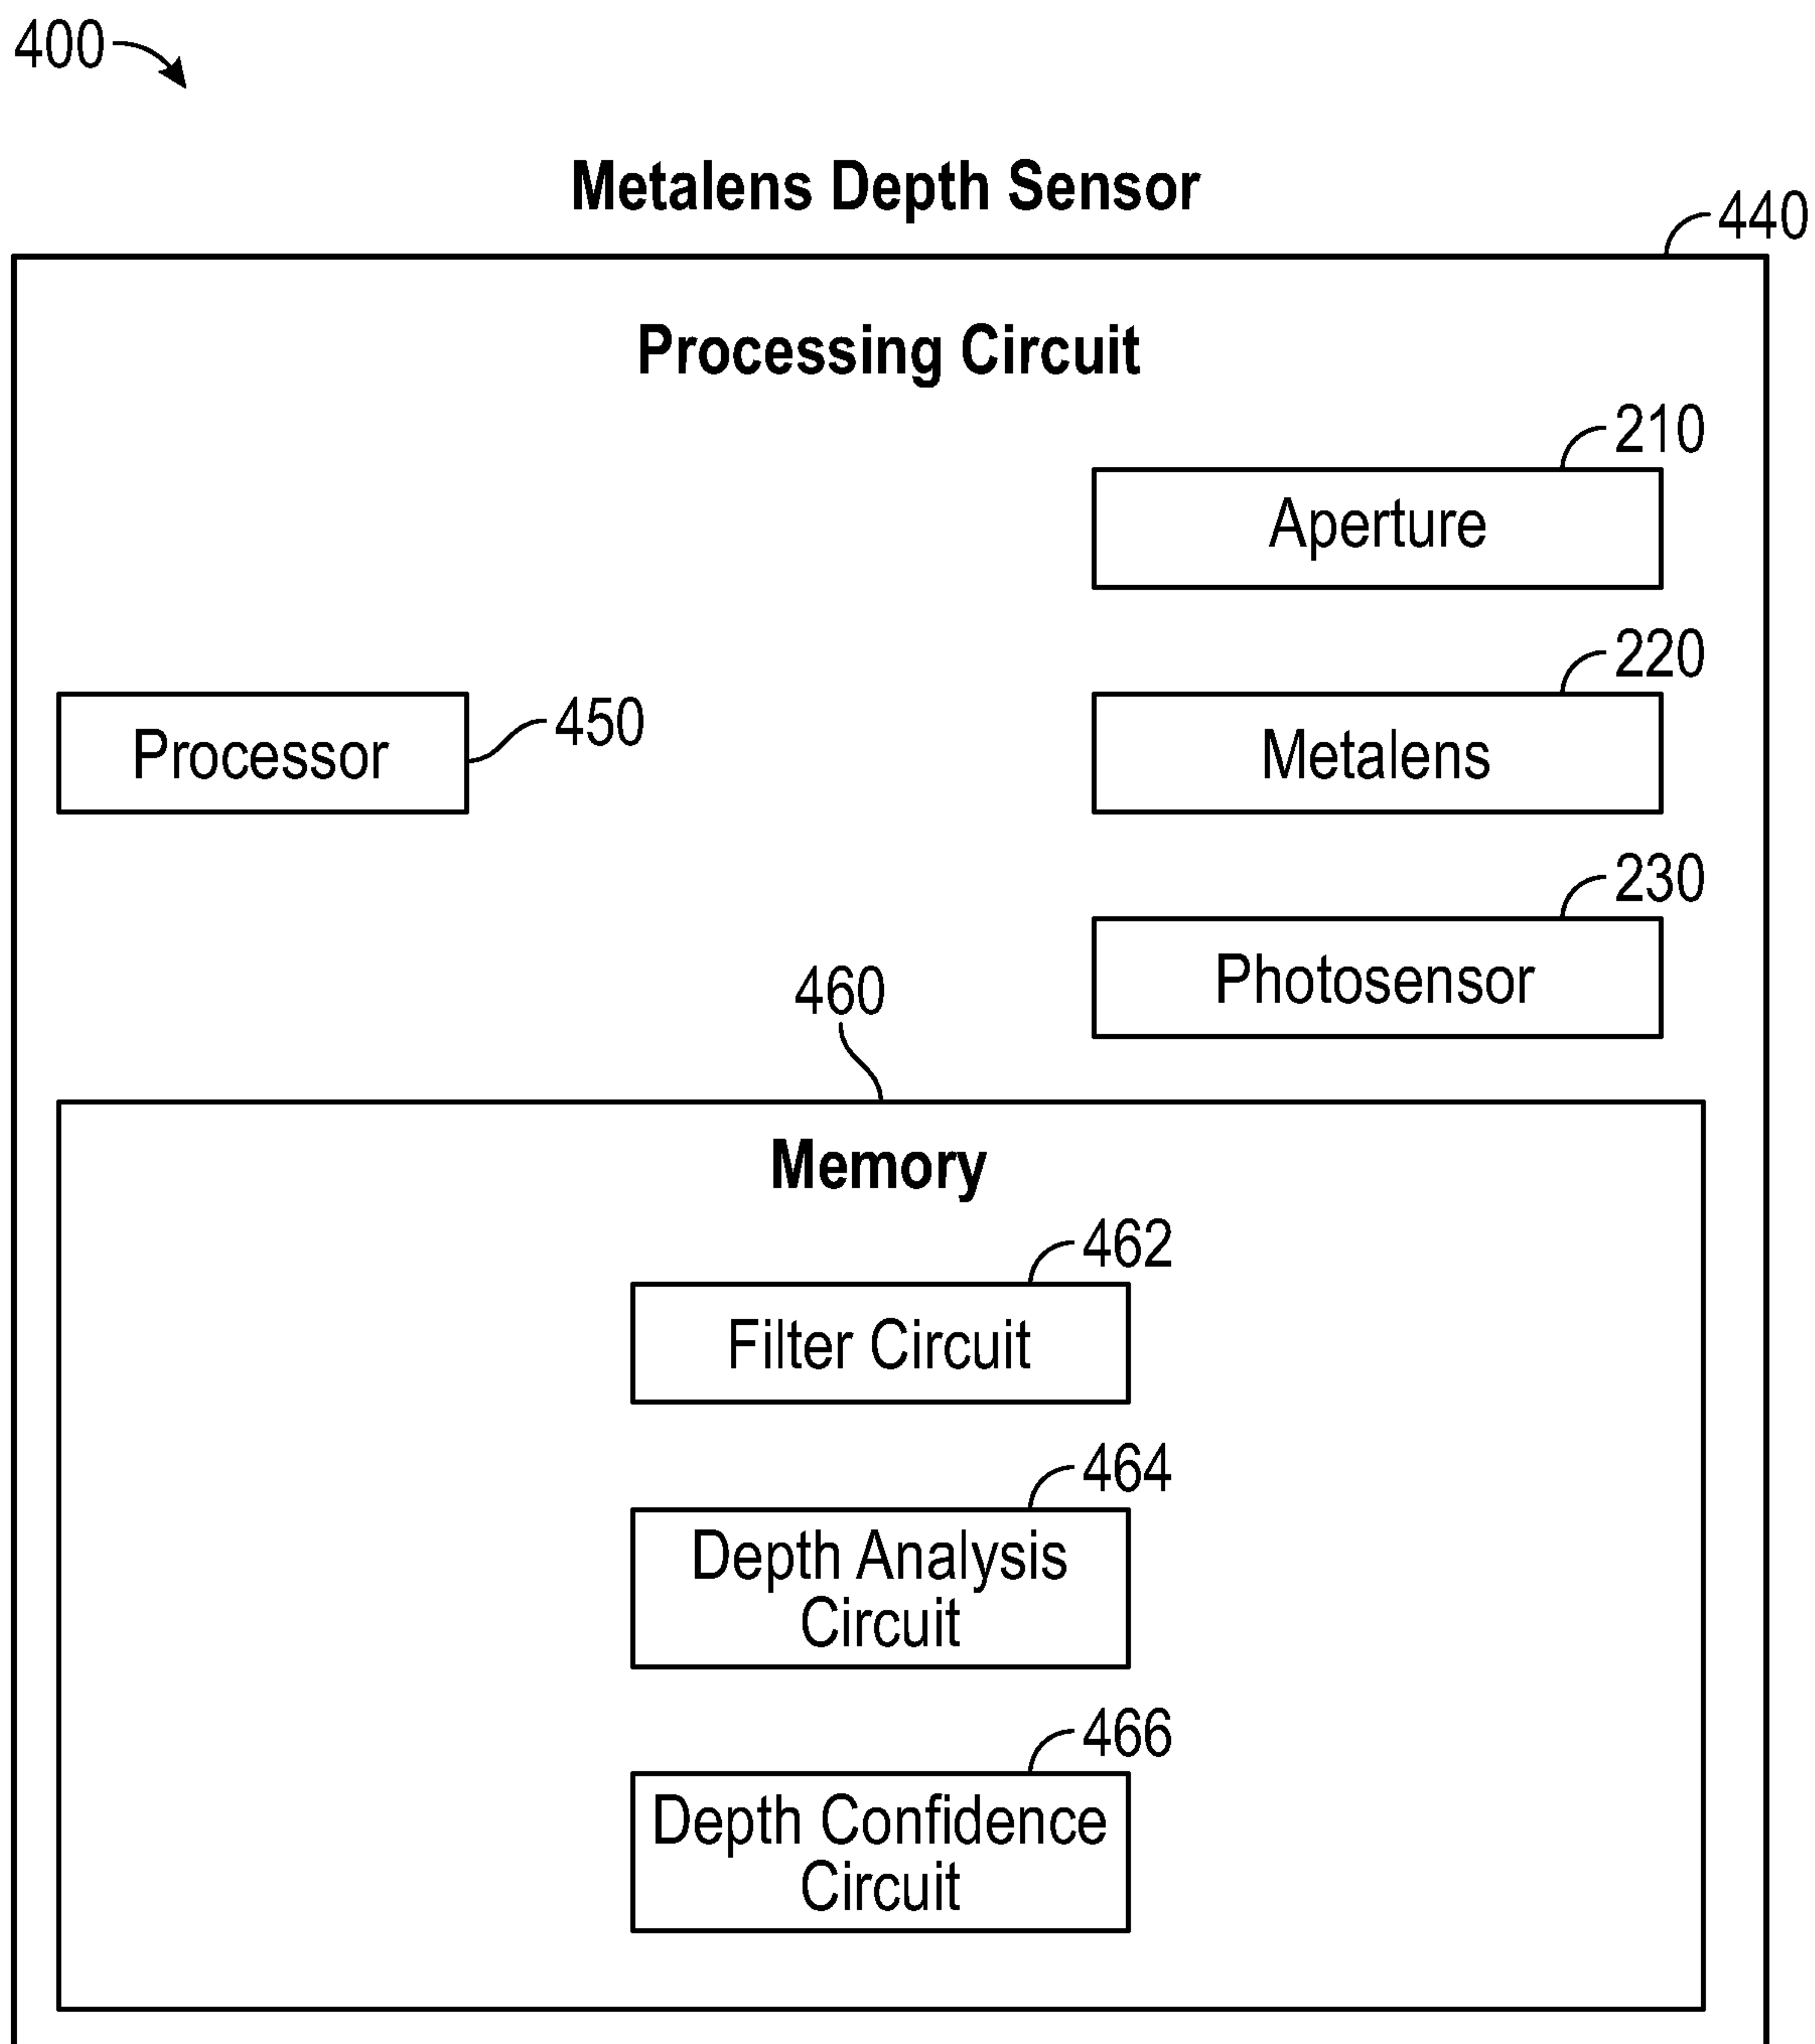 400
Metalens Depth Sensor
440
Processing Circuit
210
Aperture
220
Processor
450
Metalens
230
Photosensor
460
Memory
462
Filter Circuit
464
Depth Analysis
Circuit
466
Depth Confidence
Circuit